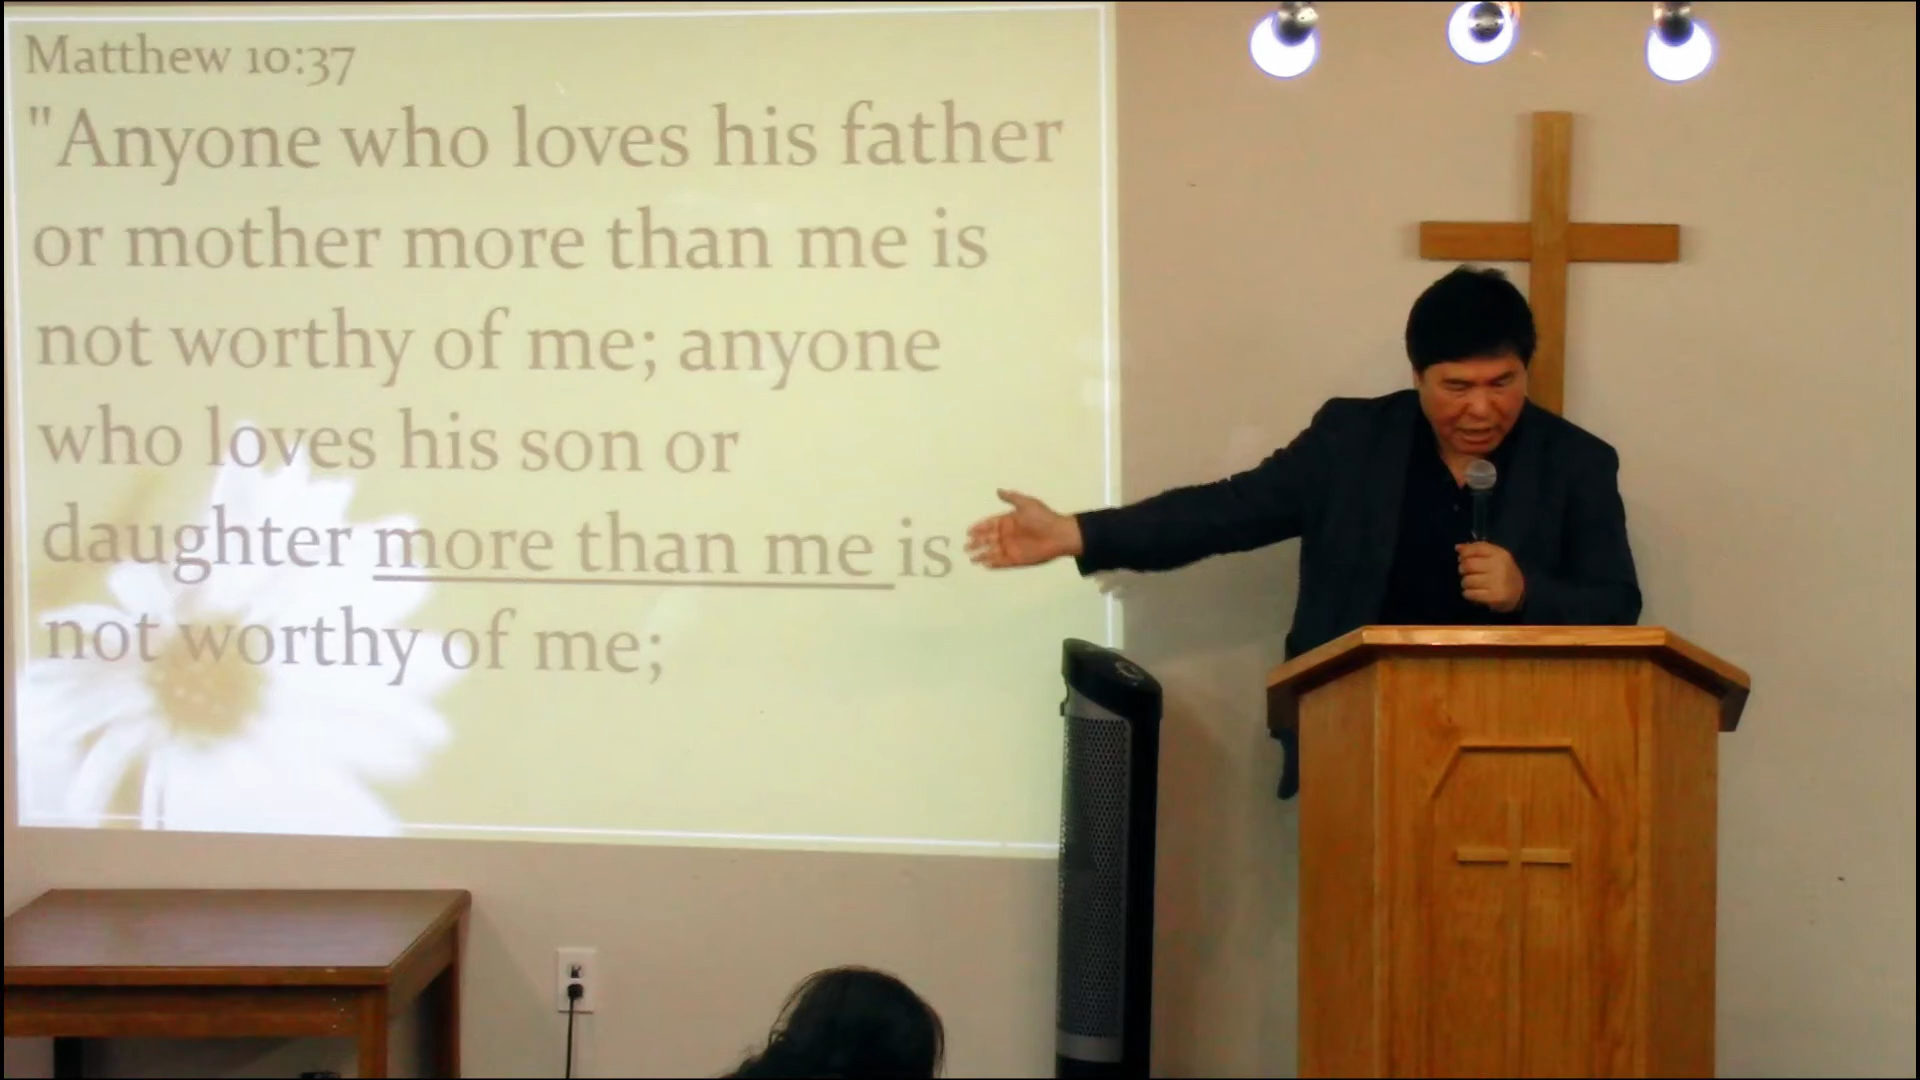 Matthew 10:37
"Anyone who loves his father
or mother more than me is
not worthy of me; anyone
who loves his son or
daughter more than me is
not worthy of me;